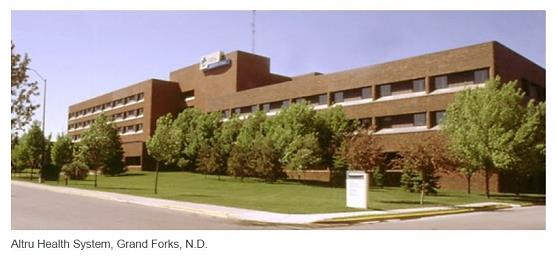 Altru Health System, Grand Forks, N.D.